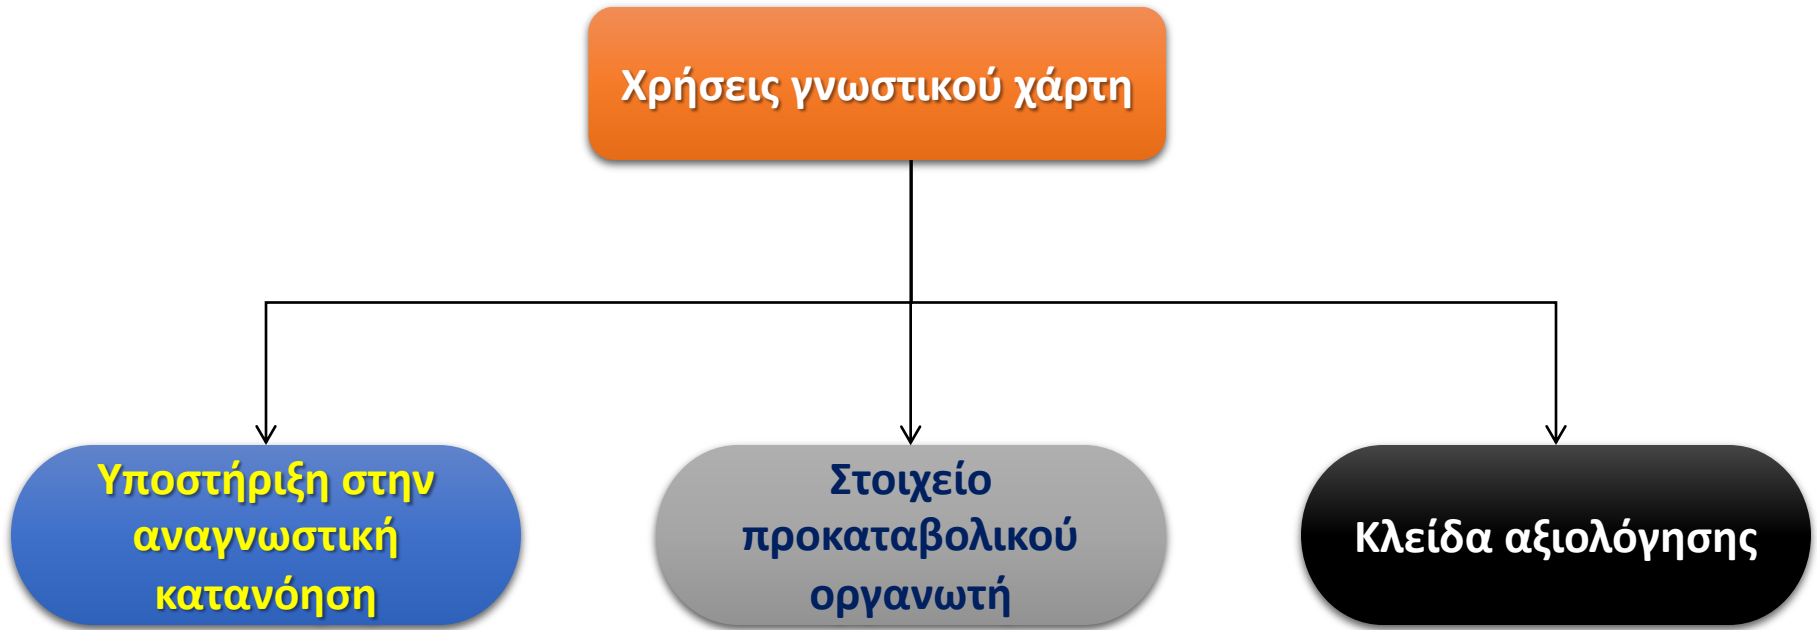 Χρήσεις γνωστικού χάρτη
Υποστήριξη στην
αναγνωστική
κατανόηση
Στοιχείο
προκαταβολικού
οργανωτή
Κλείδα αξιολόγησης